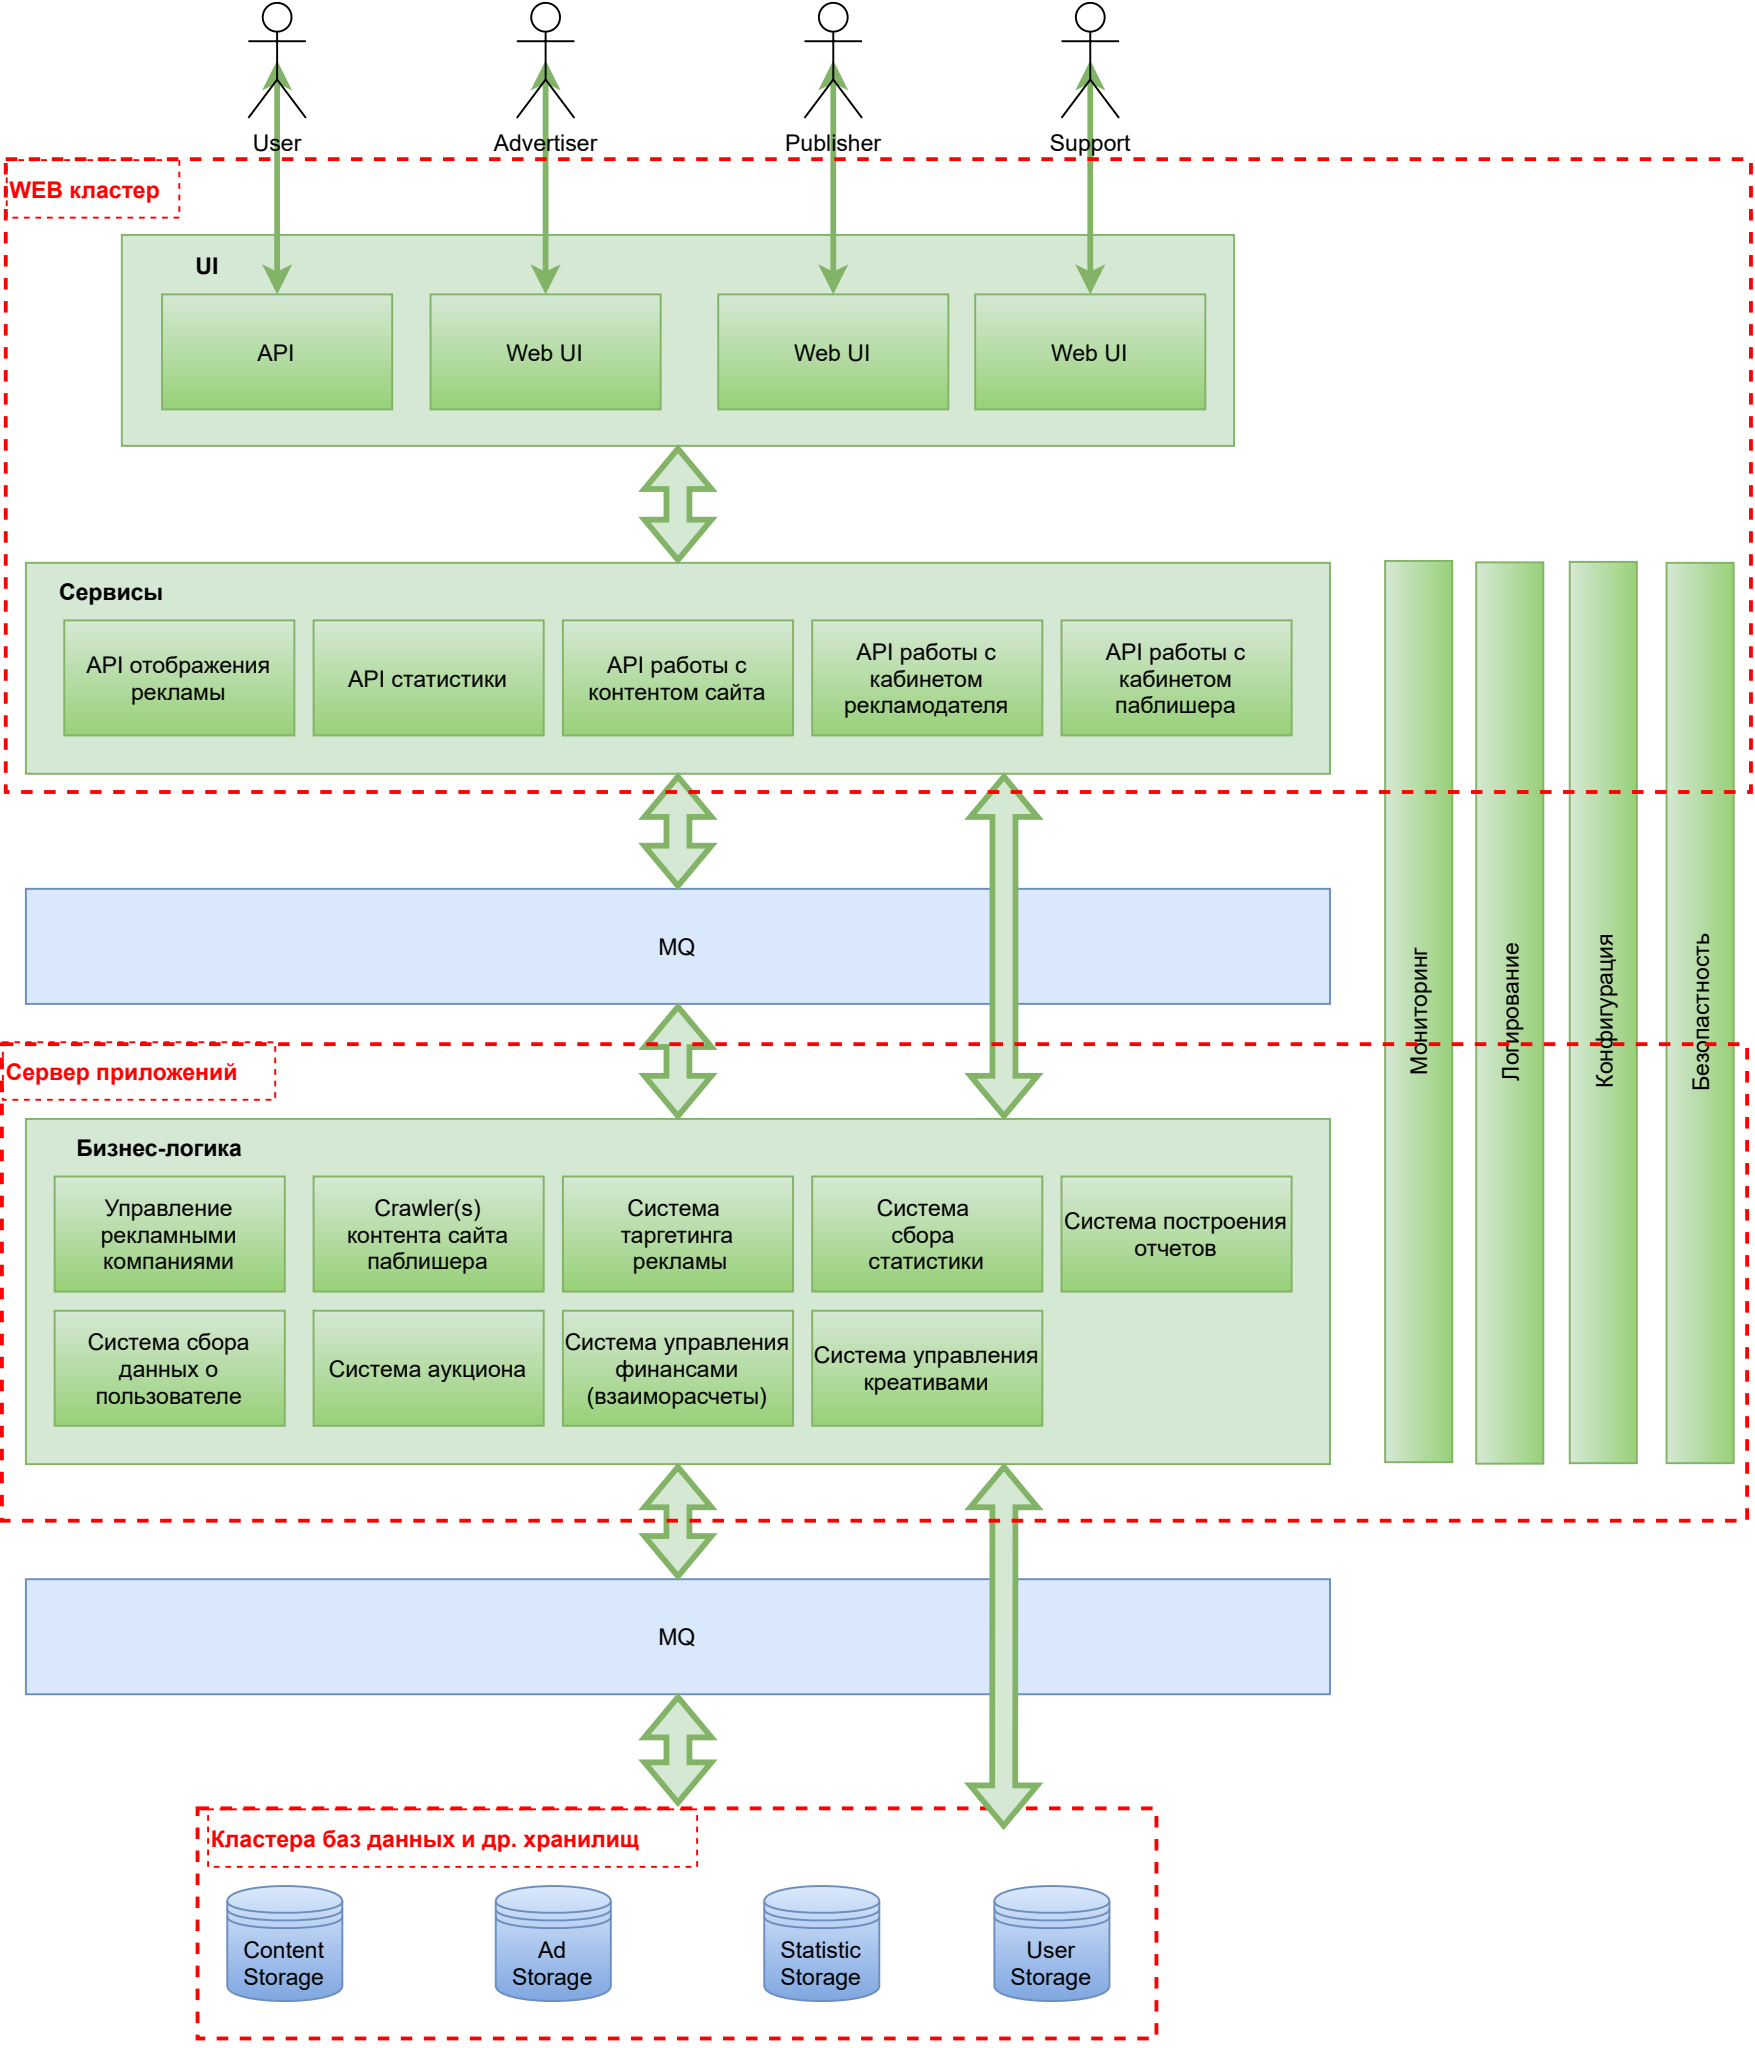 User
Advertiser
Publisher
Support
WEB кластер
UI
API
Web UI
Web UI
Web UI
Сервисы
API отображения
рекламы
API статистики
API работы с
контентом сайта
API работы с
кабинетом
рекламодателя
API работы с
кабинетом
паблишера
MQ
Мониторинг
Логирование
Конфигурация
Безопастность
Сервер приложений
Бизнес-логика
Управление
рекламными
компаниями
Crawler(s)
контента сайта
паблишера
Система
таргетинга
рекламы
Система
сбора
статистики
Система построения
отчетов
Система сбора
данных о
пользователе
Система аукциона
Система управления
финансами
(взаиморасчеты)
Система управления
креативами
MQ
Кластера баз данных и др. хранилищ
Content
Storage
Ad
Storage
Statistic
Storage
User
Storage